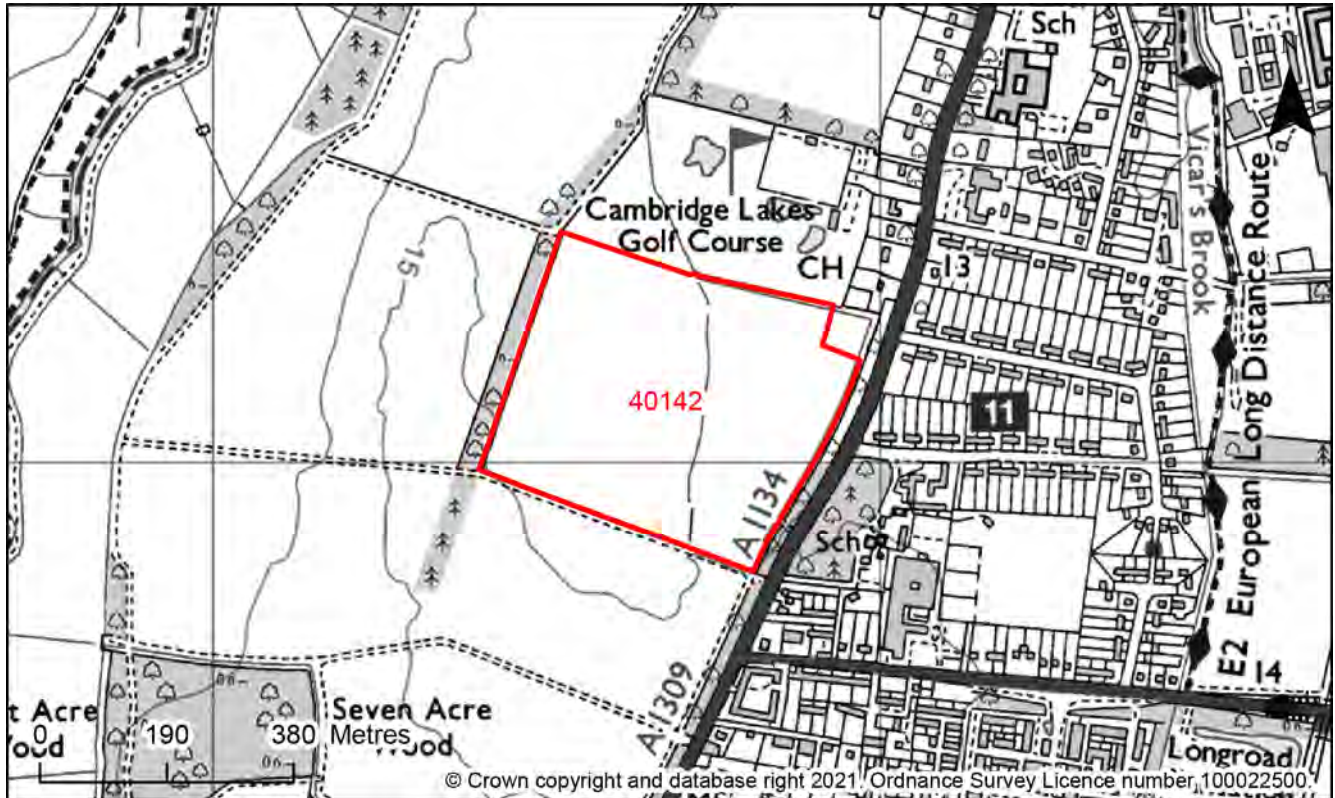 Sch
N
Vicar's Brook
E2 European Long Distance Route
Cambridge Lakes
Golf Course
CH
13
15
40142
11
A1134
Sch
A1309
14
t Acre
Seven Acre
Wood
0 190 380 Metres
Longroad
© Crown copyright and database right 2021. Ordnance Survey Licence number 100022500.